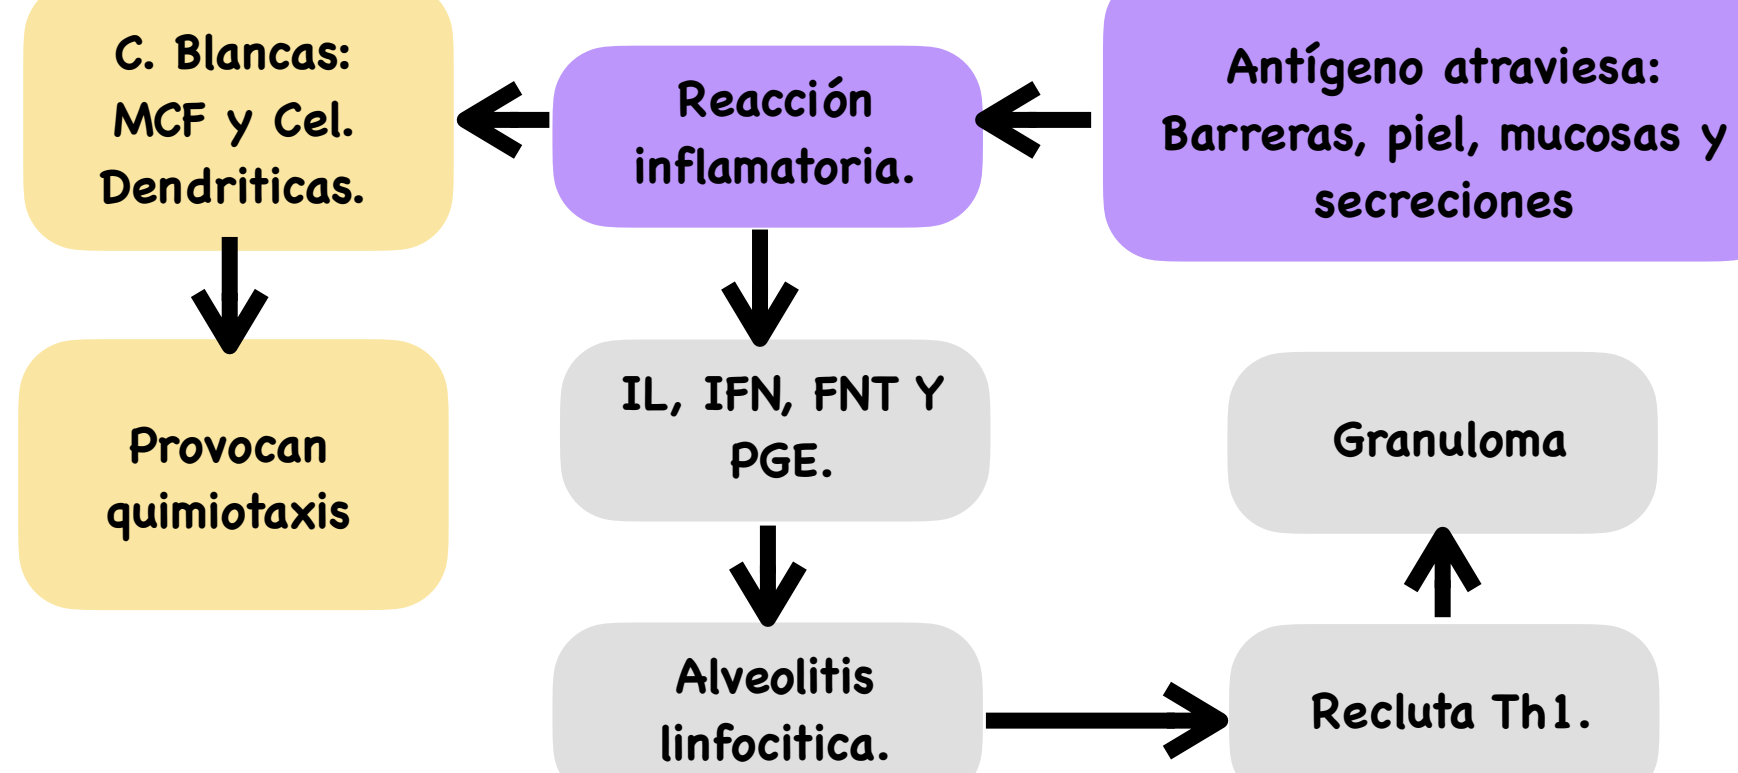 C. Blancas:
MCF y Cel.
Dendriticas.
Reacción
inflamatoria.
Antígeno atraviesa:
Barreras, piel, mucosas y
secreciones
Provocan
quimiotaxis
IL, IFN, FNT Y
PGE.
Granuloma
Alveolitis
linfocitica.
Recluta Th1.